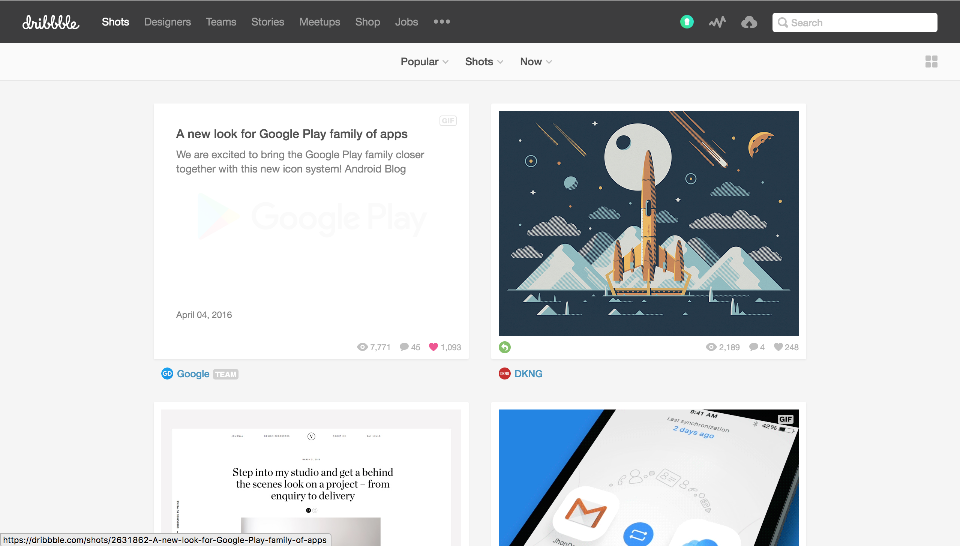 dribbble Shots Designers Teams Stories Meetups Shop Jobs ••• Search
Popular Shots Now
GIF
A new look for Google Play family of apps
We are excited to bring the Google Play family closer
together with this new icon system! Android Blog
Google Play
April 04, 2016
7,771 45 1,093
2,189 4 248
GD Google TEAM
DKNG DKNG
Step into my studio and get a behind
the scenes look on a project – from
enquiry to delivery
9:41 AM
42%
GIF
Last synchronization
2 days ago
https://dribbble.com/shots/2631862-A-new-look-for-Google-Play-family-of-apps